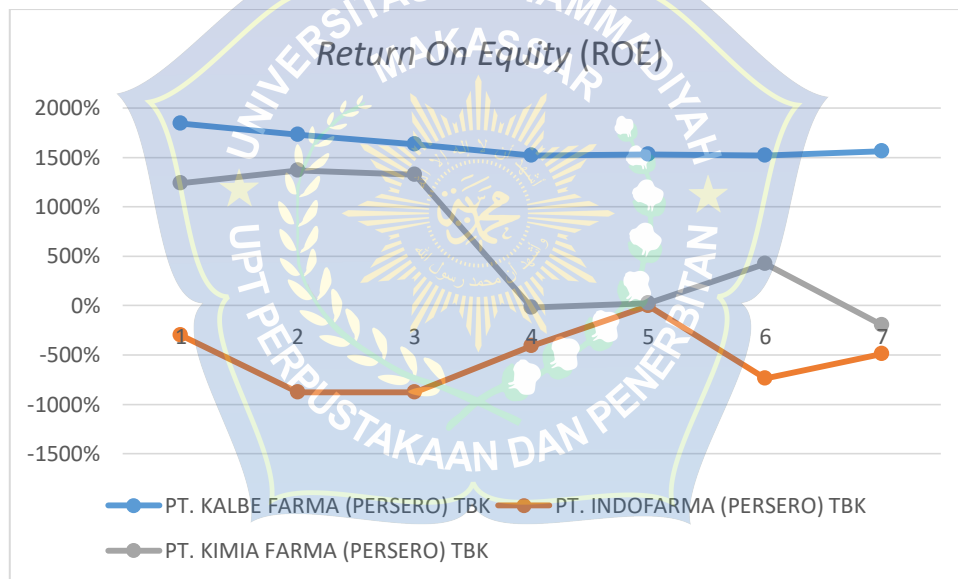 UNIVERSITAS MUHAMMADIYAH
MAKASSAR
Return On Equity (ROE)
2000%
1500%
1000%
500%
0%
-500%
-1000%
-1500%
1 2 3 4 5 6 7
UPT PERPUSTAKAAN DAN PENERBITAN
PT. KALBE FARMA (PERSERO) TBK PT. INDOFARMA (PERSERO) TBK
PT. KIMIA FARMA (PERSERO) TBK